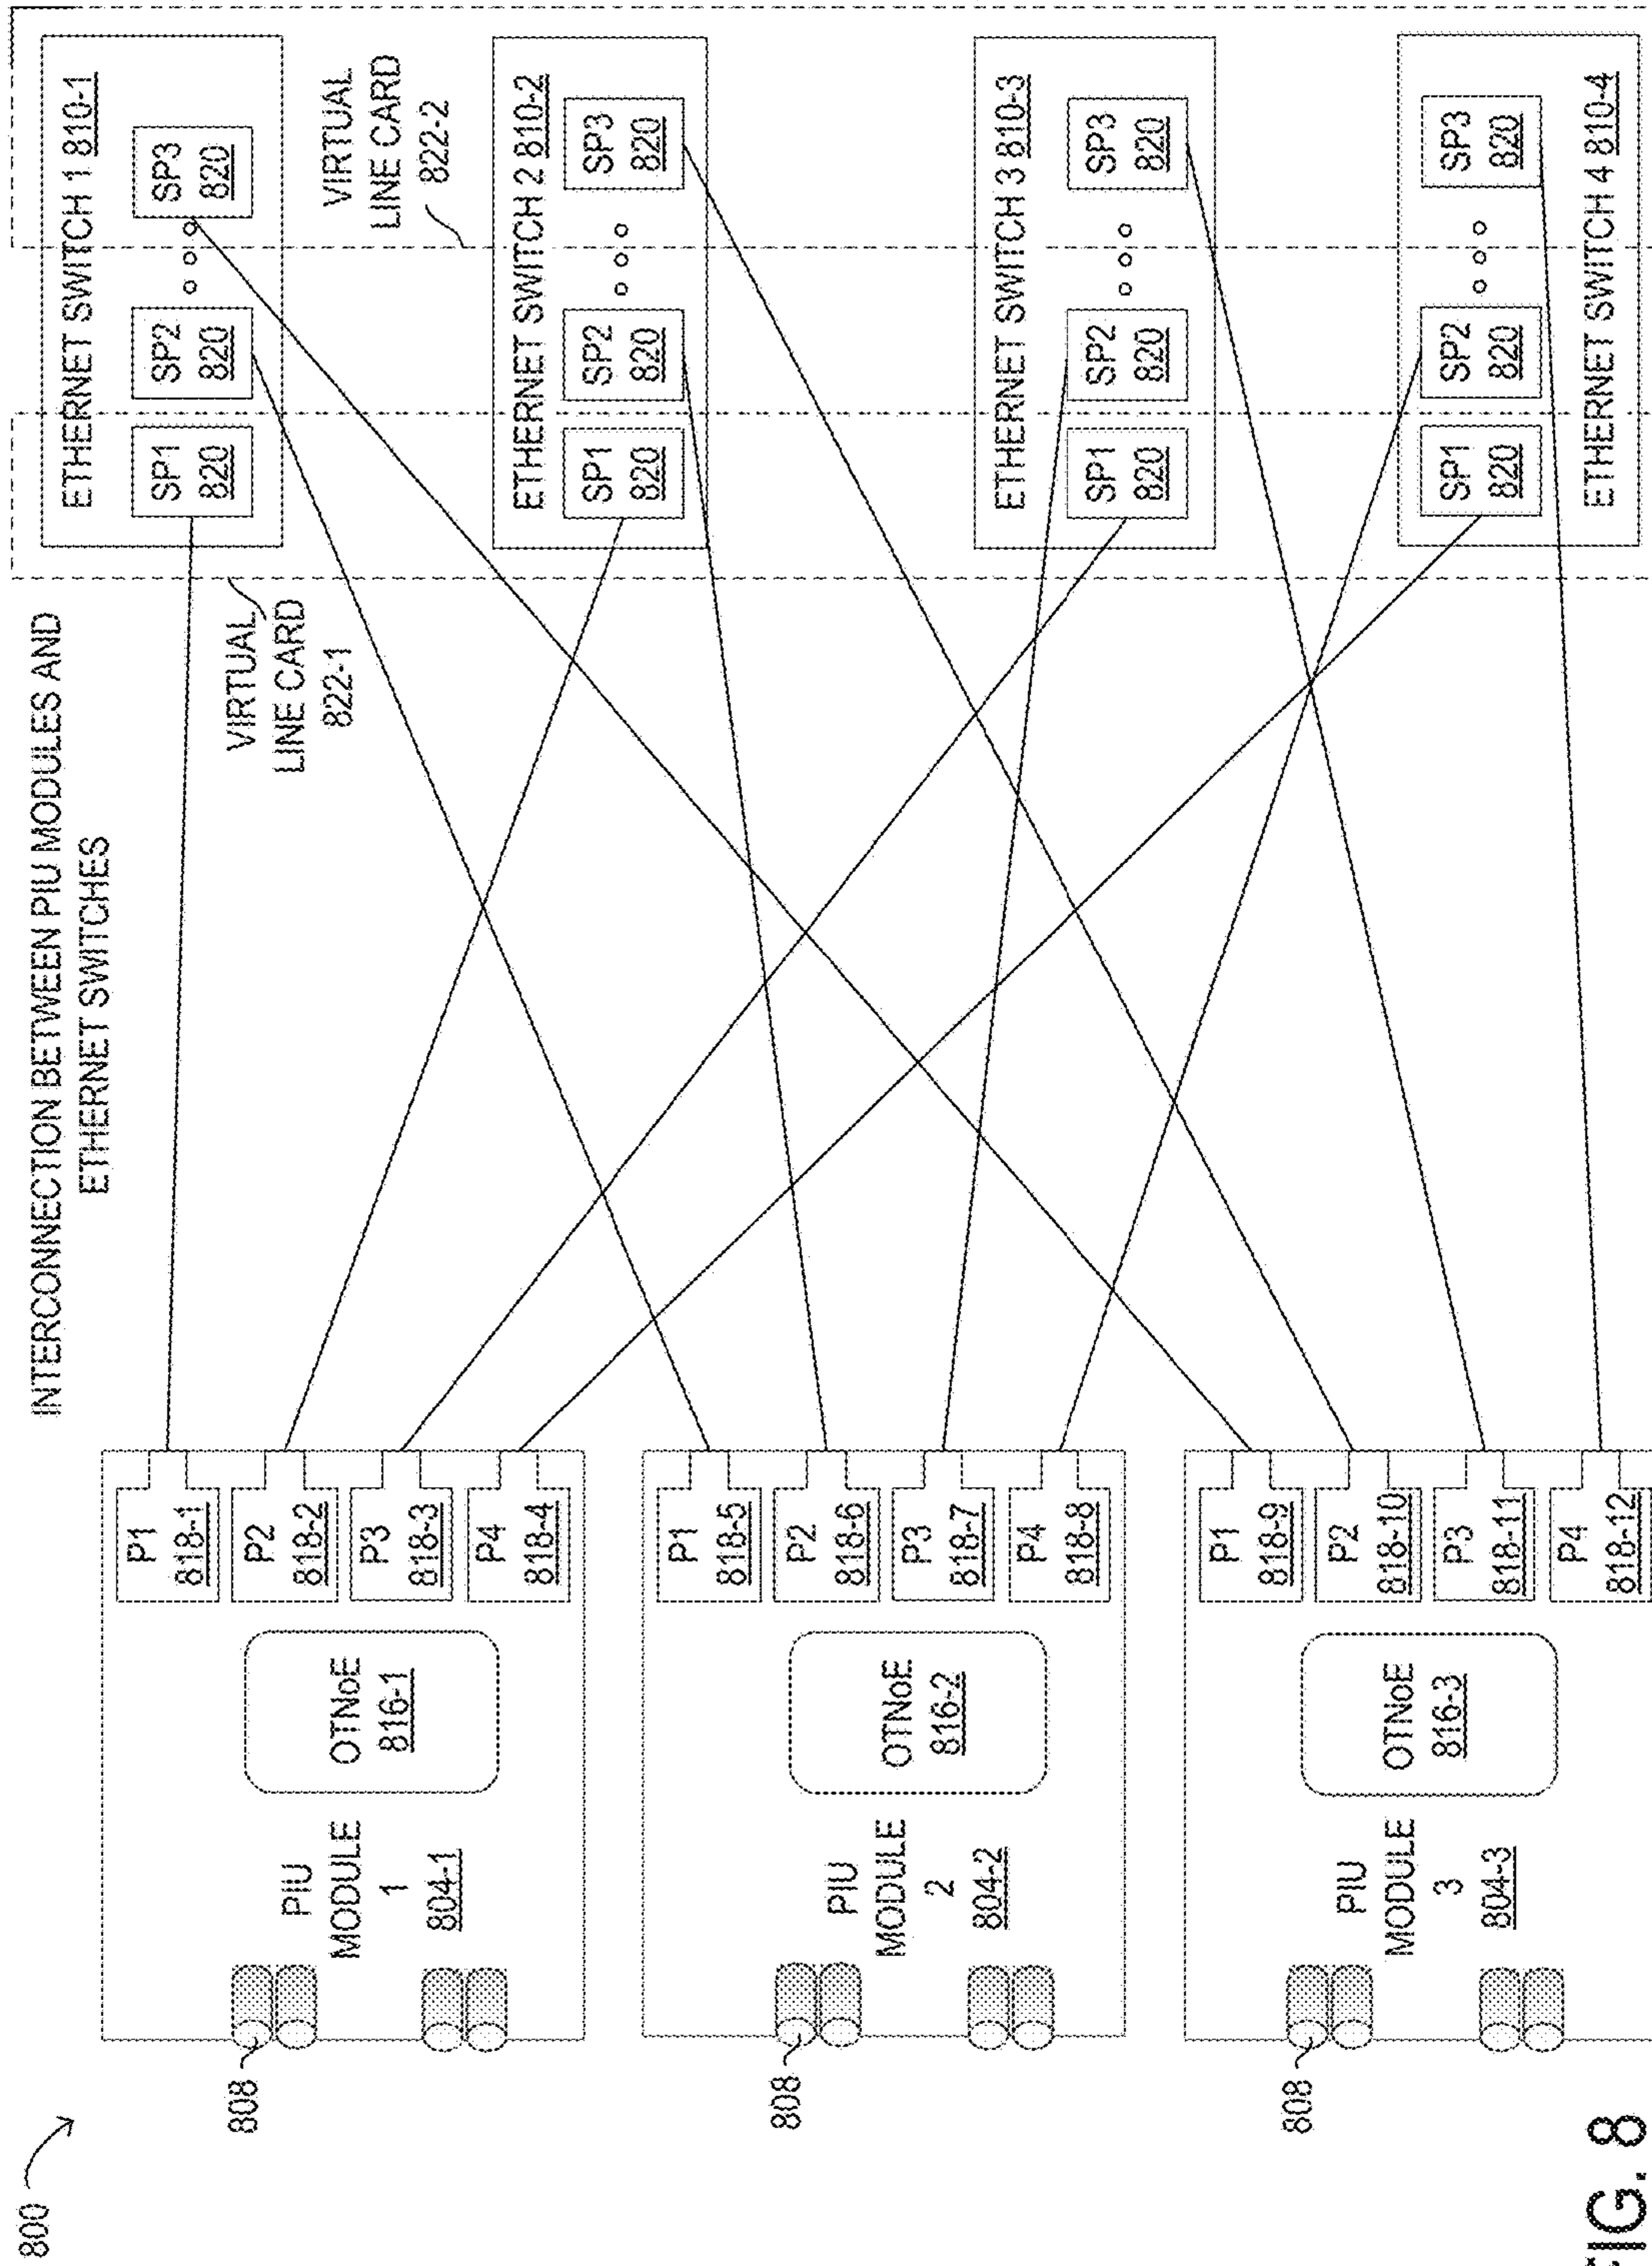 800
INTERCONNECTION BETWEEN PIU MODULES AND
ETHERNET SWITCHES
808
PIU
MODULE
1
804-1
OTNoE
816-1
P1
818-1
P2
818-2
P3
818-3
P4
818-4
808
PIU
MODULE
2
804-2
OTNoE
816-2
P1
818-5
P2
818-6
P3
818-7
P4
818-8
808
PIU
MODULE
3
804-3
OTNoE
816-3
P1
818-9
P2
818-10
P3
818-11
P4
818-12
VIRTUAL
LINE CARD
822-1
ETHERNET SWITCH 1 810-1
SP1
820
SP2
820
SP3
820
VIRTUAL
LINE CARD
822-2
ETHERNET SWITCH 2 810-2
SP1
820
SP2
820
SP3
820
ETHERNET SWITCH 3 810-3
SP1
820
SP2
820
SP3
820
SP1
820
SP2
820
SP3
820
ETHERNET SWITCH 4 810-4
FIG. 8